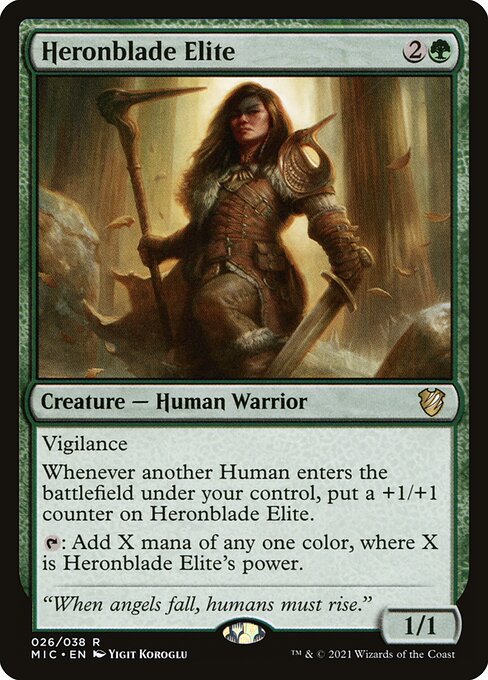 Heronblade Elite 2
Creature — Human Warrior
Vigilance
Whenever another Human enters the
battlefield under your control, put a +1/+1
counter on Heronblade Elite.
: Add X mana of any one color, where X
is Heronblade Elite's power.
“When angels fall, humans must rise.”
1/1
026/038 R
MIC • EN Yigit Koroglu
™ & © 2021 Wizards of the Coast